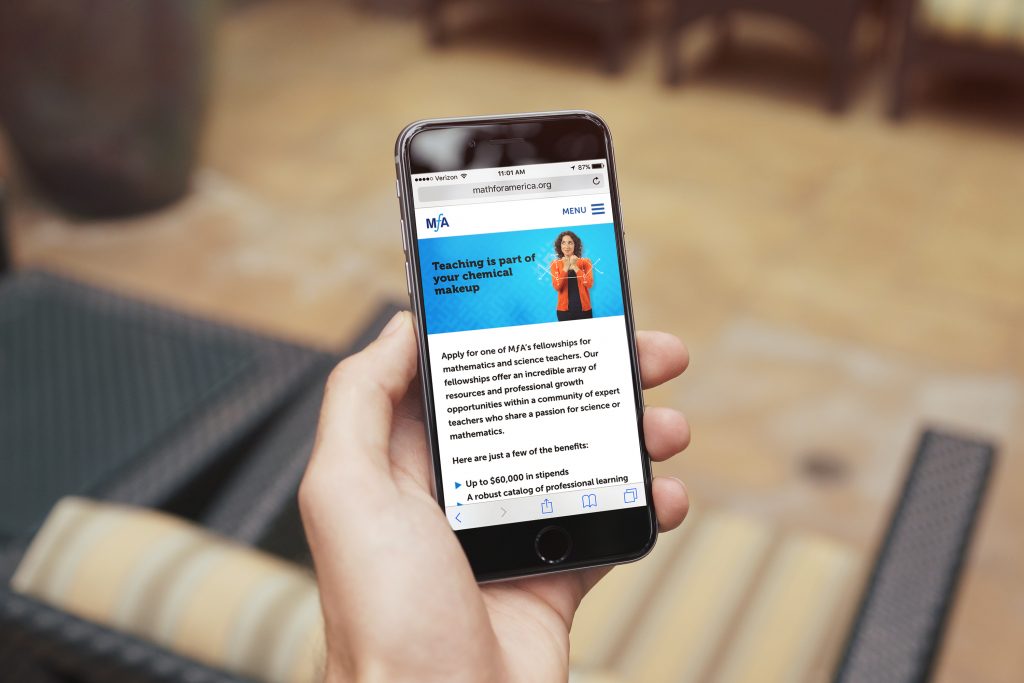 Verizon 11:01 AM 87%
mathforamerica.org
MƒA MENU
Teaching is part of
your chemical
makeup
Apply for one of MƒA's fellowships for
mathematics and science teachers. Our
fellowships offer an incredible array of
resources and professional growth
opportunities within a community of expert
teachers who share a passion for science or
mathematics.
Here are just a few of the benefits:
Up to $60,000 in stipends
A robust catalog of professional learning